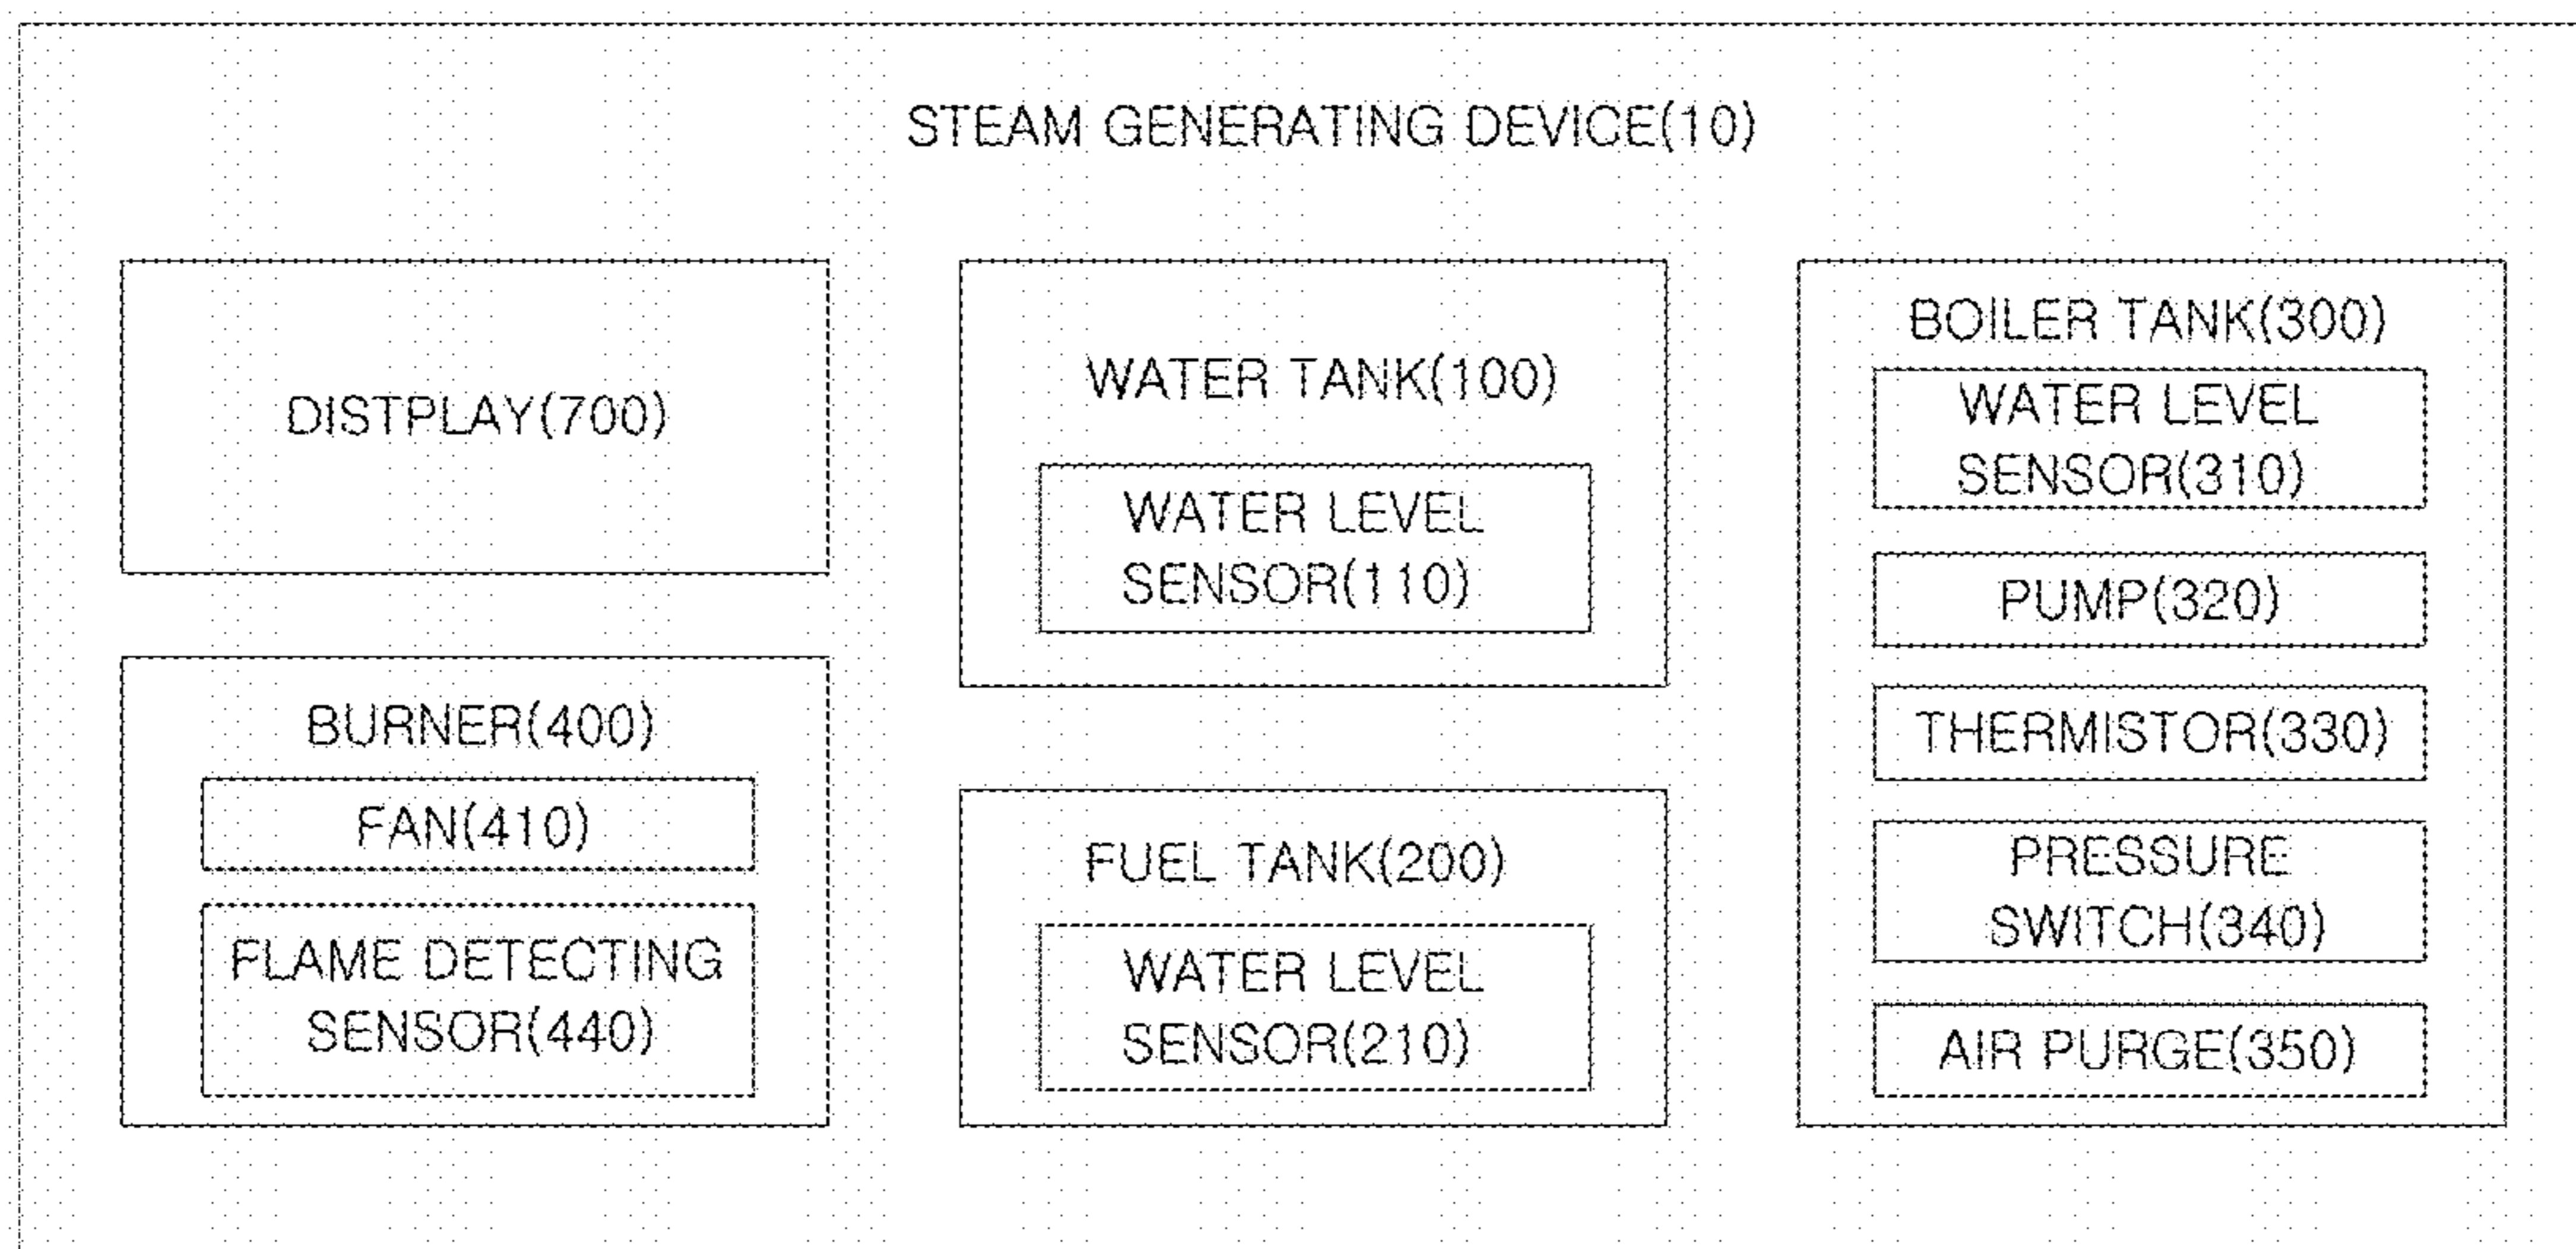 STEAM GENERATING DEVICE(10)
DISTPLAY(700)
BURNER(400)
FAN(410)
FLAME DETECTING
SENSOR(440)
WATER TANK(100)
WATER LEVEL
SENSOR(110)
FUEL TANK(200)
WATER LEVEL
SENSOR(210)
BOILER TANK(300)
WATER LEVEL
SENSOR(310)
PUMP(320)
THERMISTOR(330)
PRESSURE
SWITCH(340)
AIR PURGE(350)